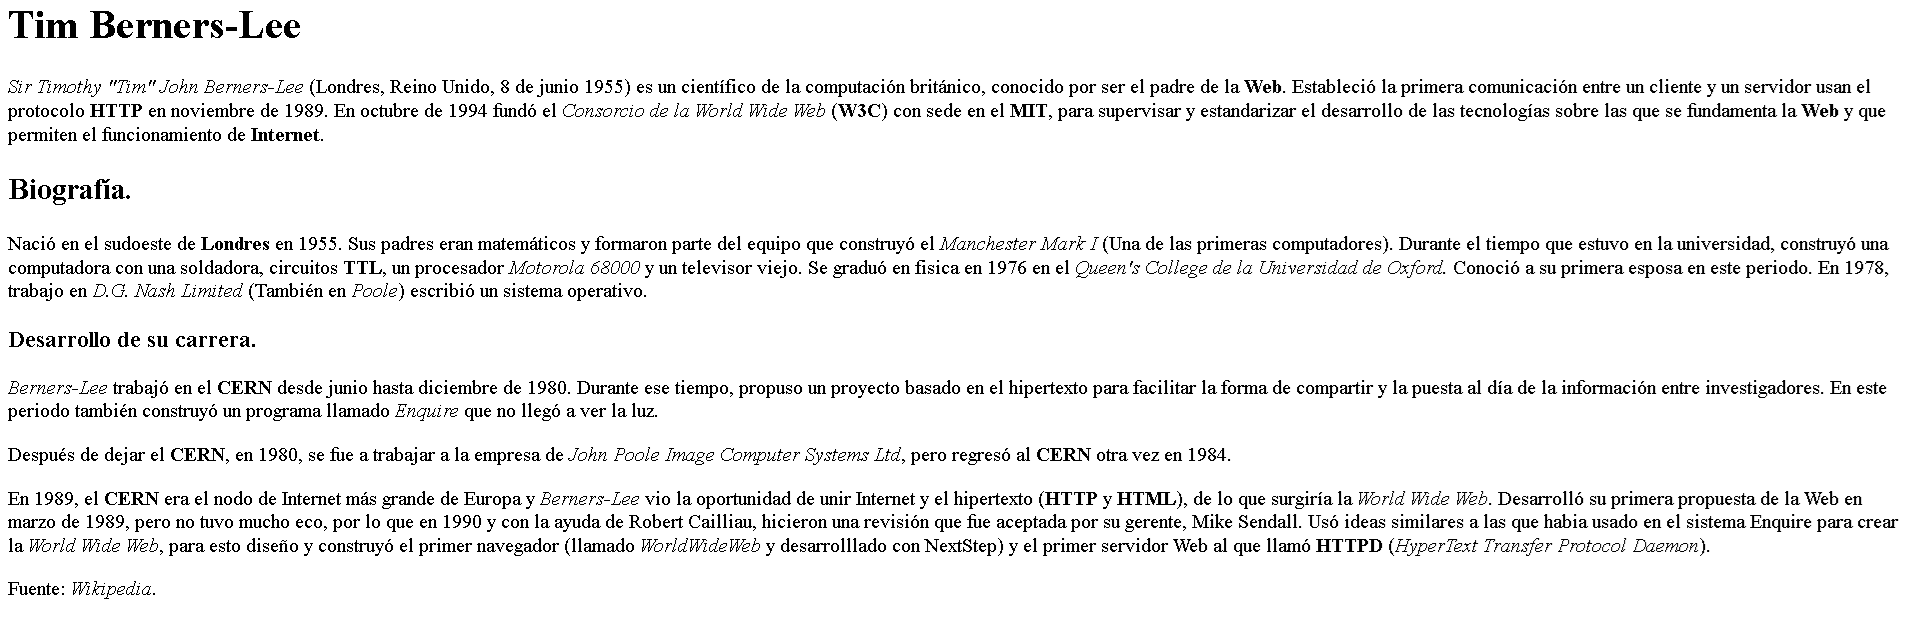 Tim Berners-Lee
Sir Timothy "Tim" John Berners-Lee (Londres, Reino Unido, 8 de junio 1955) es un científico de la computación británico, conocido por ser el padre de la Web. Estableció la primera comunicación entre un cliente y un servidor usan el
protocolo HTTP en noviembre de 1989. En octubre de 1994 fundó el Consorcio de la World Wide Web (W3C) con sede en el MIT, para supervisar y estandarizar el desarrollo de las tecnologías sobre las que se fundamenta la Web y que
permiten el funcionamiento de Internet.
Biografía.
Nació en el sudoeste de Londres en 1955. Sus padres eran matemáticos y formaron parte del equipo que construyó el Manchester Mark I (Una de las primeras computadores). Durante el tiempo que estuvo en la universidad, construyó una
computadora con una soldadora, circuitos TTL, un procesador Motorola 68000 y un televisor viejo. Se graduó en fisica en 1976 en el Queen's College de la Universidad de Oxford. Conoció a su primera esposa en este periodo. En 1978,
trabajo en D.G. Nash Limited (También en Poole) escribió un sistema operativo.
Desarrollo de su carrera.
Berners-Lee trabajó en el CERN desde junio hasta diciembre de 1980. Durante ese tiempo, propuso un proyecto basado en el hipertexto para facilitar la forma de compartir y la puesta al día de la información entre investigadores. En este
periodo también construyó un programa llamado Enquire que no llegó a ver la luz.
Después de dejar el CERN, en 1980, se fue a trabajar a la empresa de John Poole Image Computer Systems Ltd, pero regresó al CERN otra vez en 1984.
En 1989, el CERN era el nodo de Internet más grande de Europa y Berners-Lee vio la oportunidad de unir Internet y el hipertexto (HTTP y HTML), de lo que surgiría la World Wide Web. Desarrolló su primera propuesta de la Web en
marzo de 1989, pero no tuvo mucho eco, por lo que en 1990 y con la ayuda de Robert Cailliau, hicieron una revisión que fue aceptada por su gerente, Mike Sendall. Usó ideas similares a las que habia usado en el sistema Enquire para crear
la World Wide Web, para esto diseño y construyó el primer navegador (llamado WorldWideWeb y desarrolllado con NextStep) y el primer servidor Web al que llamó HTTPD (HyperText Transfer Protocol Daemon).
Fuente: Wikipedia.